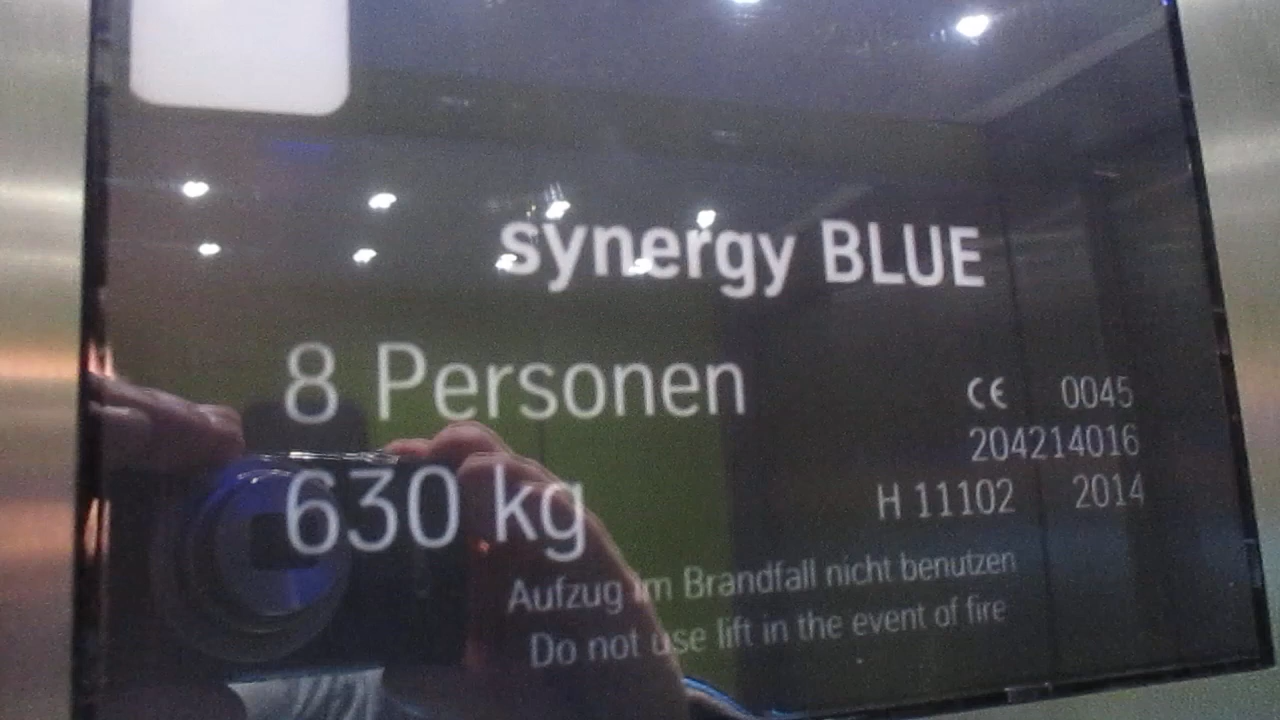 synergy BLUE
8 Personen
630 kg
CE 0045
204214016
H 11102 2014
Aufzug im Brandfall nicht benutzen
Do not use lift in the event of fire